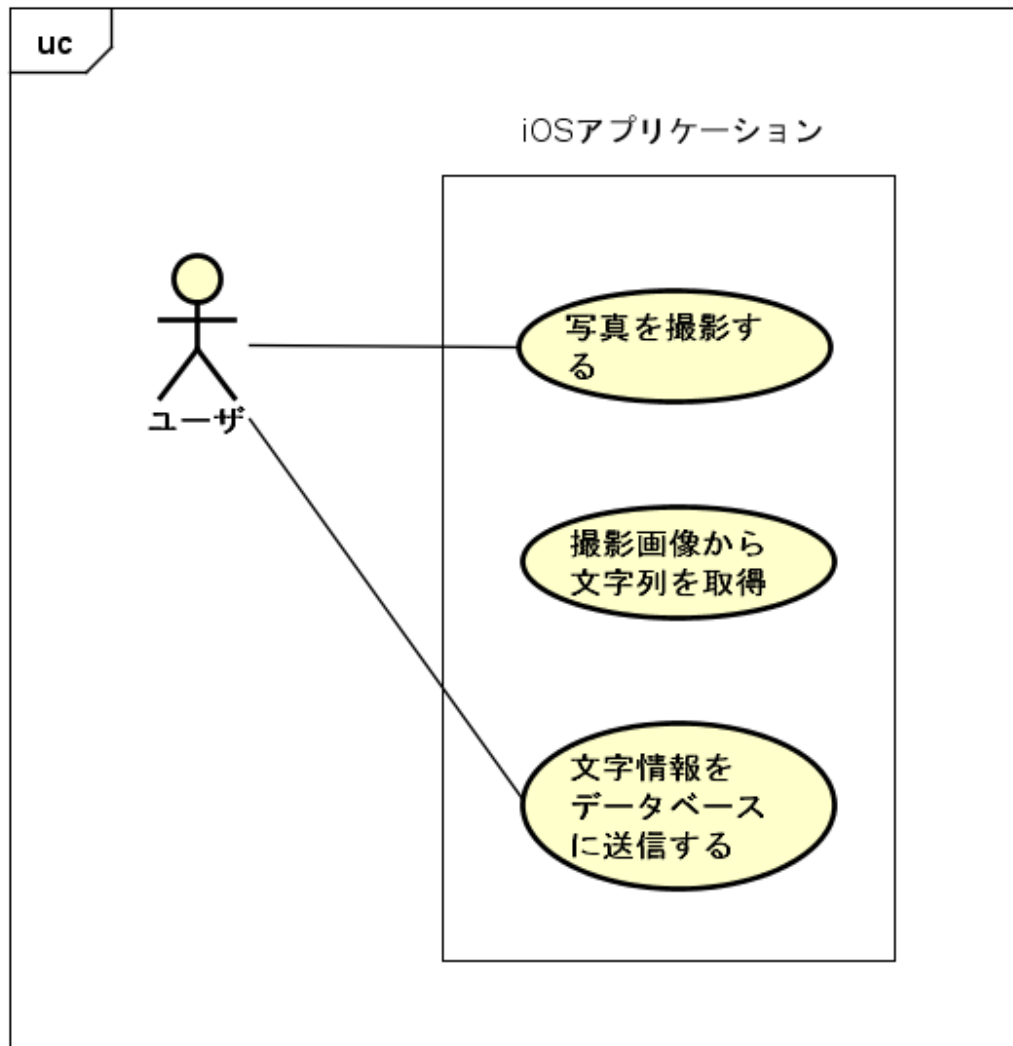 uc
iOSアプリケーション
写真を撮影す
る
ユーザ
撮影画像から
文字列を取得
文字情報を
データベース
に送信する